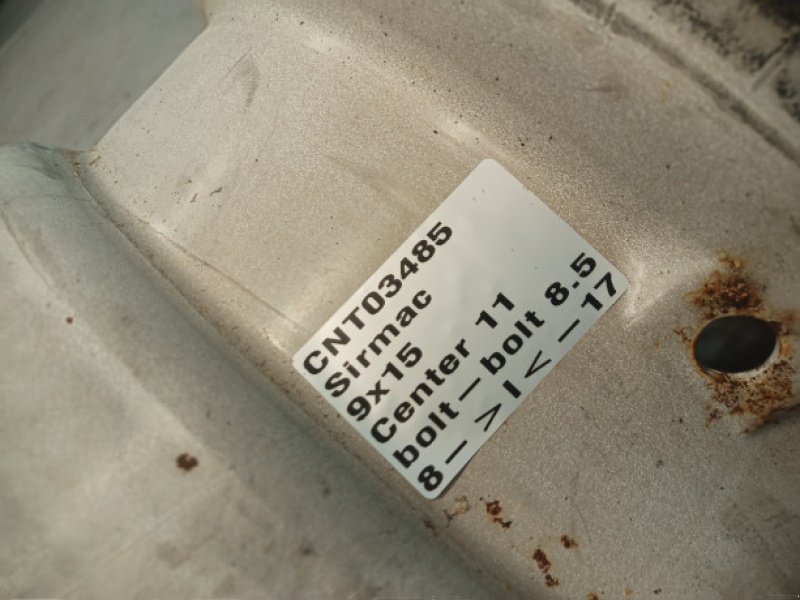 CNT03485
Sirmac
9x15
Center 11
bolt—bolt 8.5
8—>I<—17